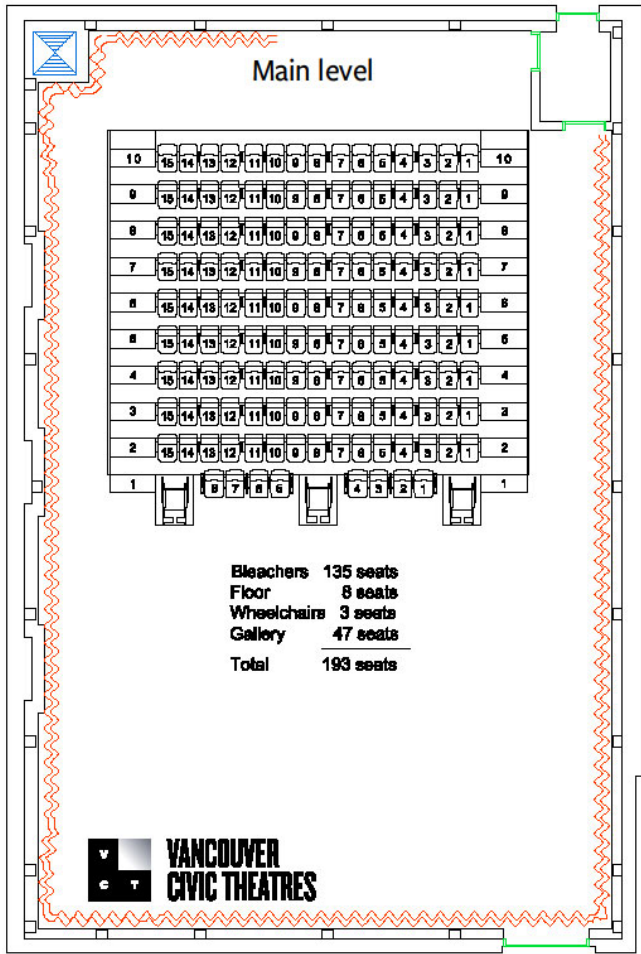 Main level
10 15 14 13 12 11 10 9 8 7 6 5 4 3 2 1 10
9 15 14 13 12 11 10 9 8 7 6 5 4 3 2 1 9
8 15 14 13 12 11 10 9 8 7 6 5 4 3 2 1 8
7 15 14 13 12 11 10 9 8 7 6 5 4 3 2 1 7
6 15 14 13 12 11 10 9 8 7 6 5 4 3 2 1 6
5 15 14 13 12 11 10 9 8 7 6 5 4 3 2 1 5
4 15 14 13 12 11 10 9 8 7 6 5 4 3 2 1 4
3 15 14 13 12 11 10 9 8 7 6 5 4 3 2 1 3
2 15 14 13 12 11 10 9 8 7 6 5 4 3 2 1 2
1 8 7 6 5 4 3 2 1 1
Bleachers 135 seats
Floor 8 seats
Wheelchairs 3 seats
Gallery 47 seats
Total 193 seats
V
C T
VANCOUVER
CIVIC THEATRES